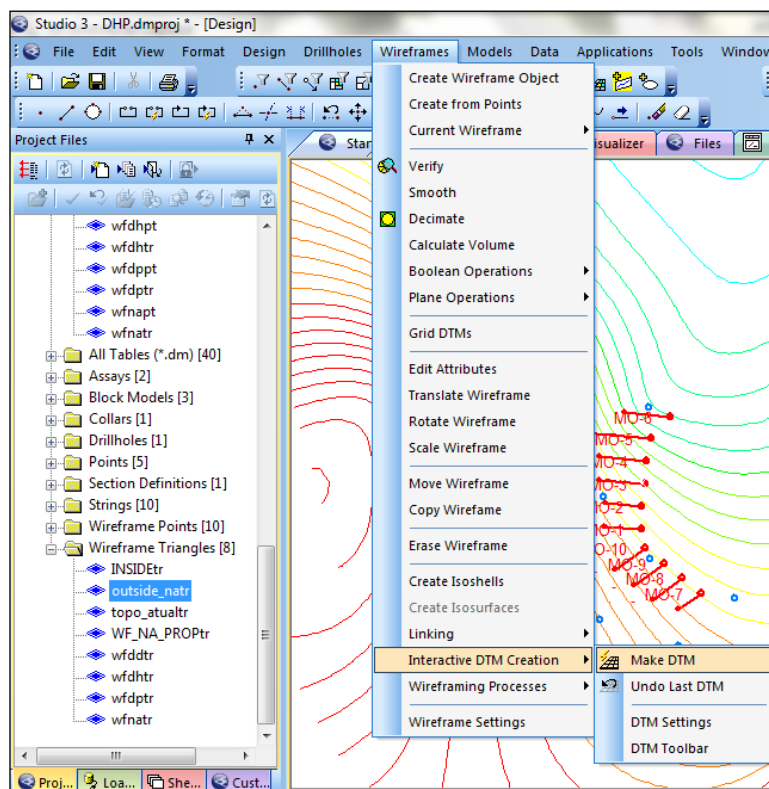 Studio 3 - DHP.dmproj * - [Design]
File Edit View Format Design Drillholes Wireframes Models Data Applications Tools Window
Project Files
Star
isualizer
Files
wfdhpt
wfdhtr
wfdppt
wfdptr
wfnapt
wfnatr
All Tables (*.dm) [40]
Assays [2]
Block Models [3]
Collars [1]
Drillholes [1]
Points [5]
Section Definitions [1]
Strings [10]
Wireframe Points [10]
Wireframe Triangles [8]
INSIDEtr
outside_natr
topo_atualtr
WF_NA_PROPtr
wfddtr
wfdhtr
wfdptr
wfnatr
Proj...
Loa...
She...
Cust...
Create Wireframe Object
Create from Points
Current Wireframe
Verify
Smooth
Decimate
Calculate Volume
Boolean Operations
Plane Operations
Grid DTMs
Edit Attributes
Translate Wireframe
Rotate Wireframe
Scale Wireframe
Move Wireframe
Copy Wirefame
Erase Wireframe
Create Isoshells
Create Isosurfaces
Linking
Interactive DTM Creation
Wireframing Processes
Wireframe Settings
Make DTM
Undo Last DTM
DTM Settings
DTM Toolbar
MO-6
MO-5
MO-4
MO-3
MO-2
MO-1
O-10
MO-9
MO-8
MO-7